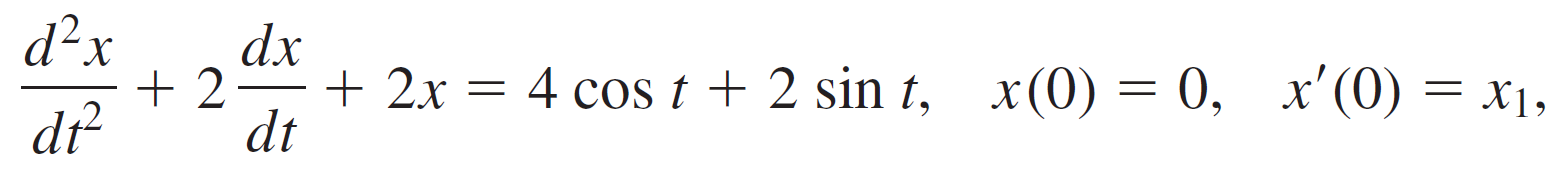 d²x/dt² + 2 dx/dt + 2x = 4 cos t + 2 sin t, x(0) = 0, x′(0) = x₁,